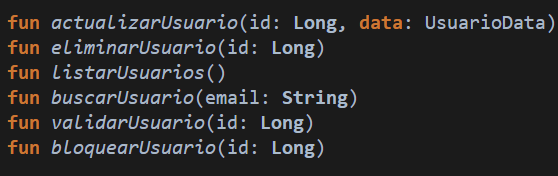 fun actualizarUsuario(id: Long, data: UsuarioData)
fun eliminarUsuario(id: Long)
fun listarUsuarios()
fun buscarUsuario(email: String)
fun validarUsuario(id: Long)
fun bloquearUsuario(id: Long)